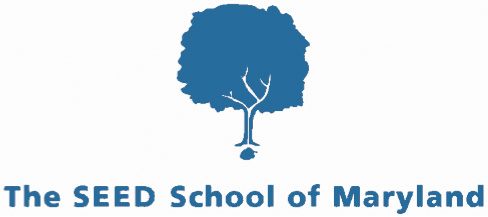 The SEED School of Maryland